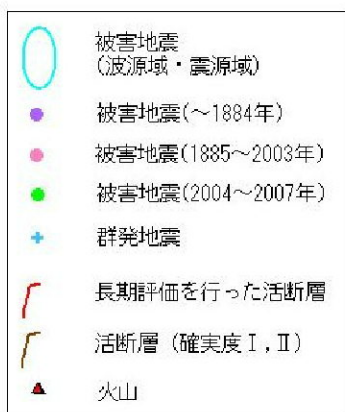 被害地震
(波源域・震源域)
被害地震(～1884年)
被害地震(1885～2003年)
被害地震(2004～2007年)
群発地震
長期評価を行った活断層
活断層（確実度Ⅰ,Ⅱ）
火山